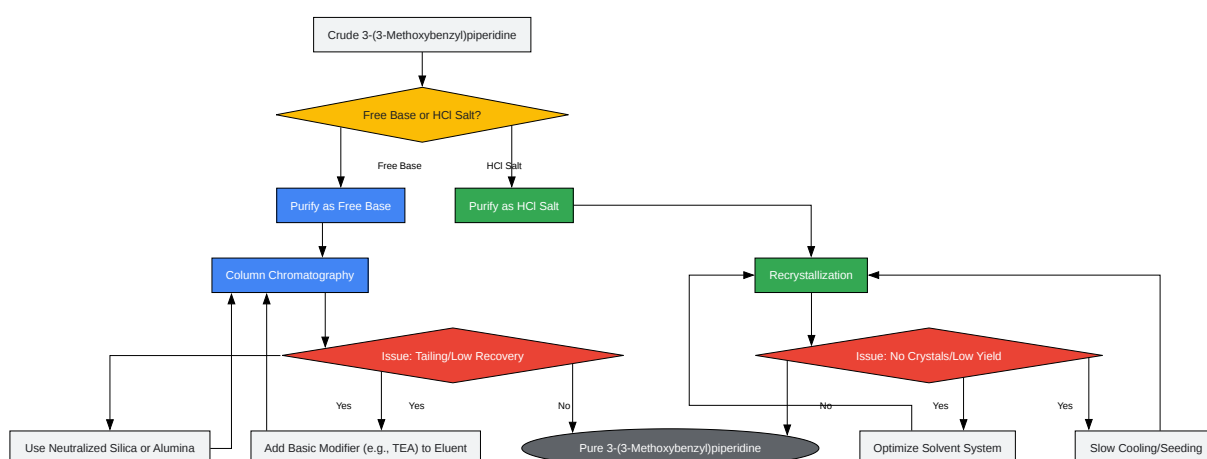 Crude 3-(3-Methoxybenzyl)piperidine
Free Base or HCl Salt?
Free Base
HCl Salt
Purify as Free Base
Purify as HCl Salt
Column Chromatography
Recrystallization
Issue: Tailing/Low Recovery
Issue: No Crystals/Low Yield
Yes
Yes
No
No
Yes
Yes
Use Neutralized Silica or Alumina
Add Basic Modifier (e.g., TEA) to Eluent
Pure 3-(3-Methoxybenzyl)piperidine
Optimize Solvent System
Slow Cooling/Seeding